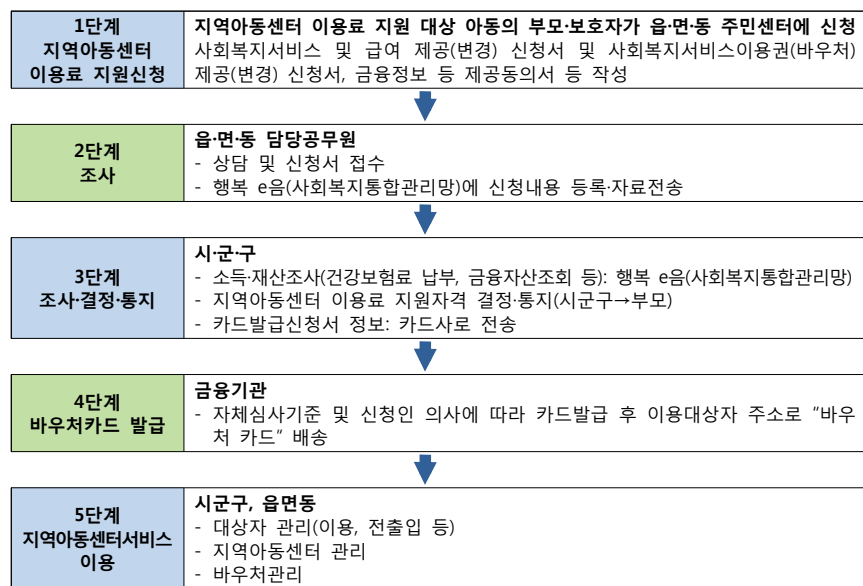 1단계
지역아동센터
이용료 지원신청
지역아동센터 이용료 지원 대상 아동의 부모·보호자가 읍·면·동 주민센터에 신청
사회복지서비스 및 급여 제공(변경) 신청서 및 사회복지서비스이용권(바우처)
제공(변경) 신청서, 금융정보 등 제공동의서 등 작성
2단계
조사
읍·면·동 담당공무원
- 상담 및 신청서 접수
- 행복 e음(사회복지통합관리망)에 신청내용 등록·자료전송
3단계
조사·결정·통지
시·군·구
- 소득·재산조사(건강보험료 납부, 금융자산조회 등): 행복 e음(사회복지통합관리망)
- 지역아동센터 이용료 지원자격 결정·통지(시군구→부모)
- 카드발급신청서 정보: 카드사로 전송
4단계
바우처카드 발급
금융기관
- 자체심사기준 및 신청인 의사에 따라 카드발급 후 이용대상자 주소로 "바우
처 카드" 배송
5단계
지역아동센터서비스
이용
시군구, 읍면동
- 대상자 관리(이용, 전출입 등)
- 지역아동센터 관리
- 바우처관리